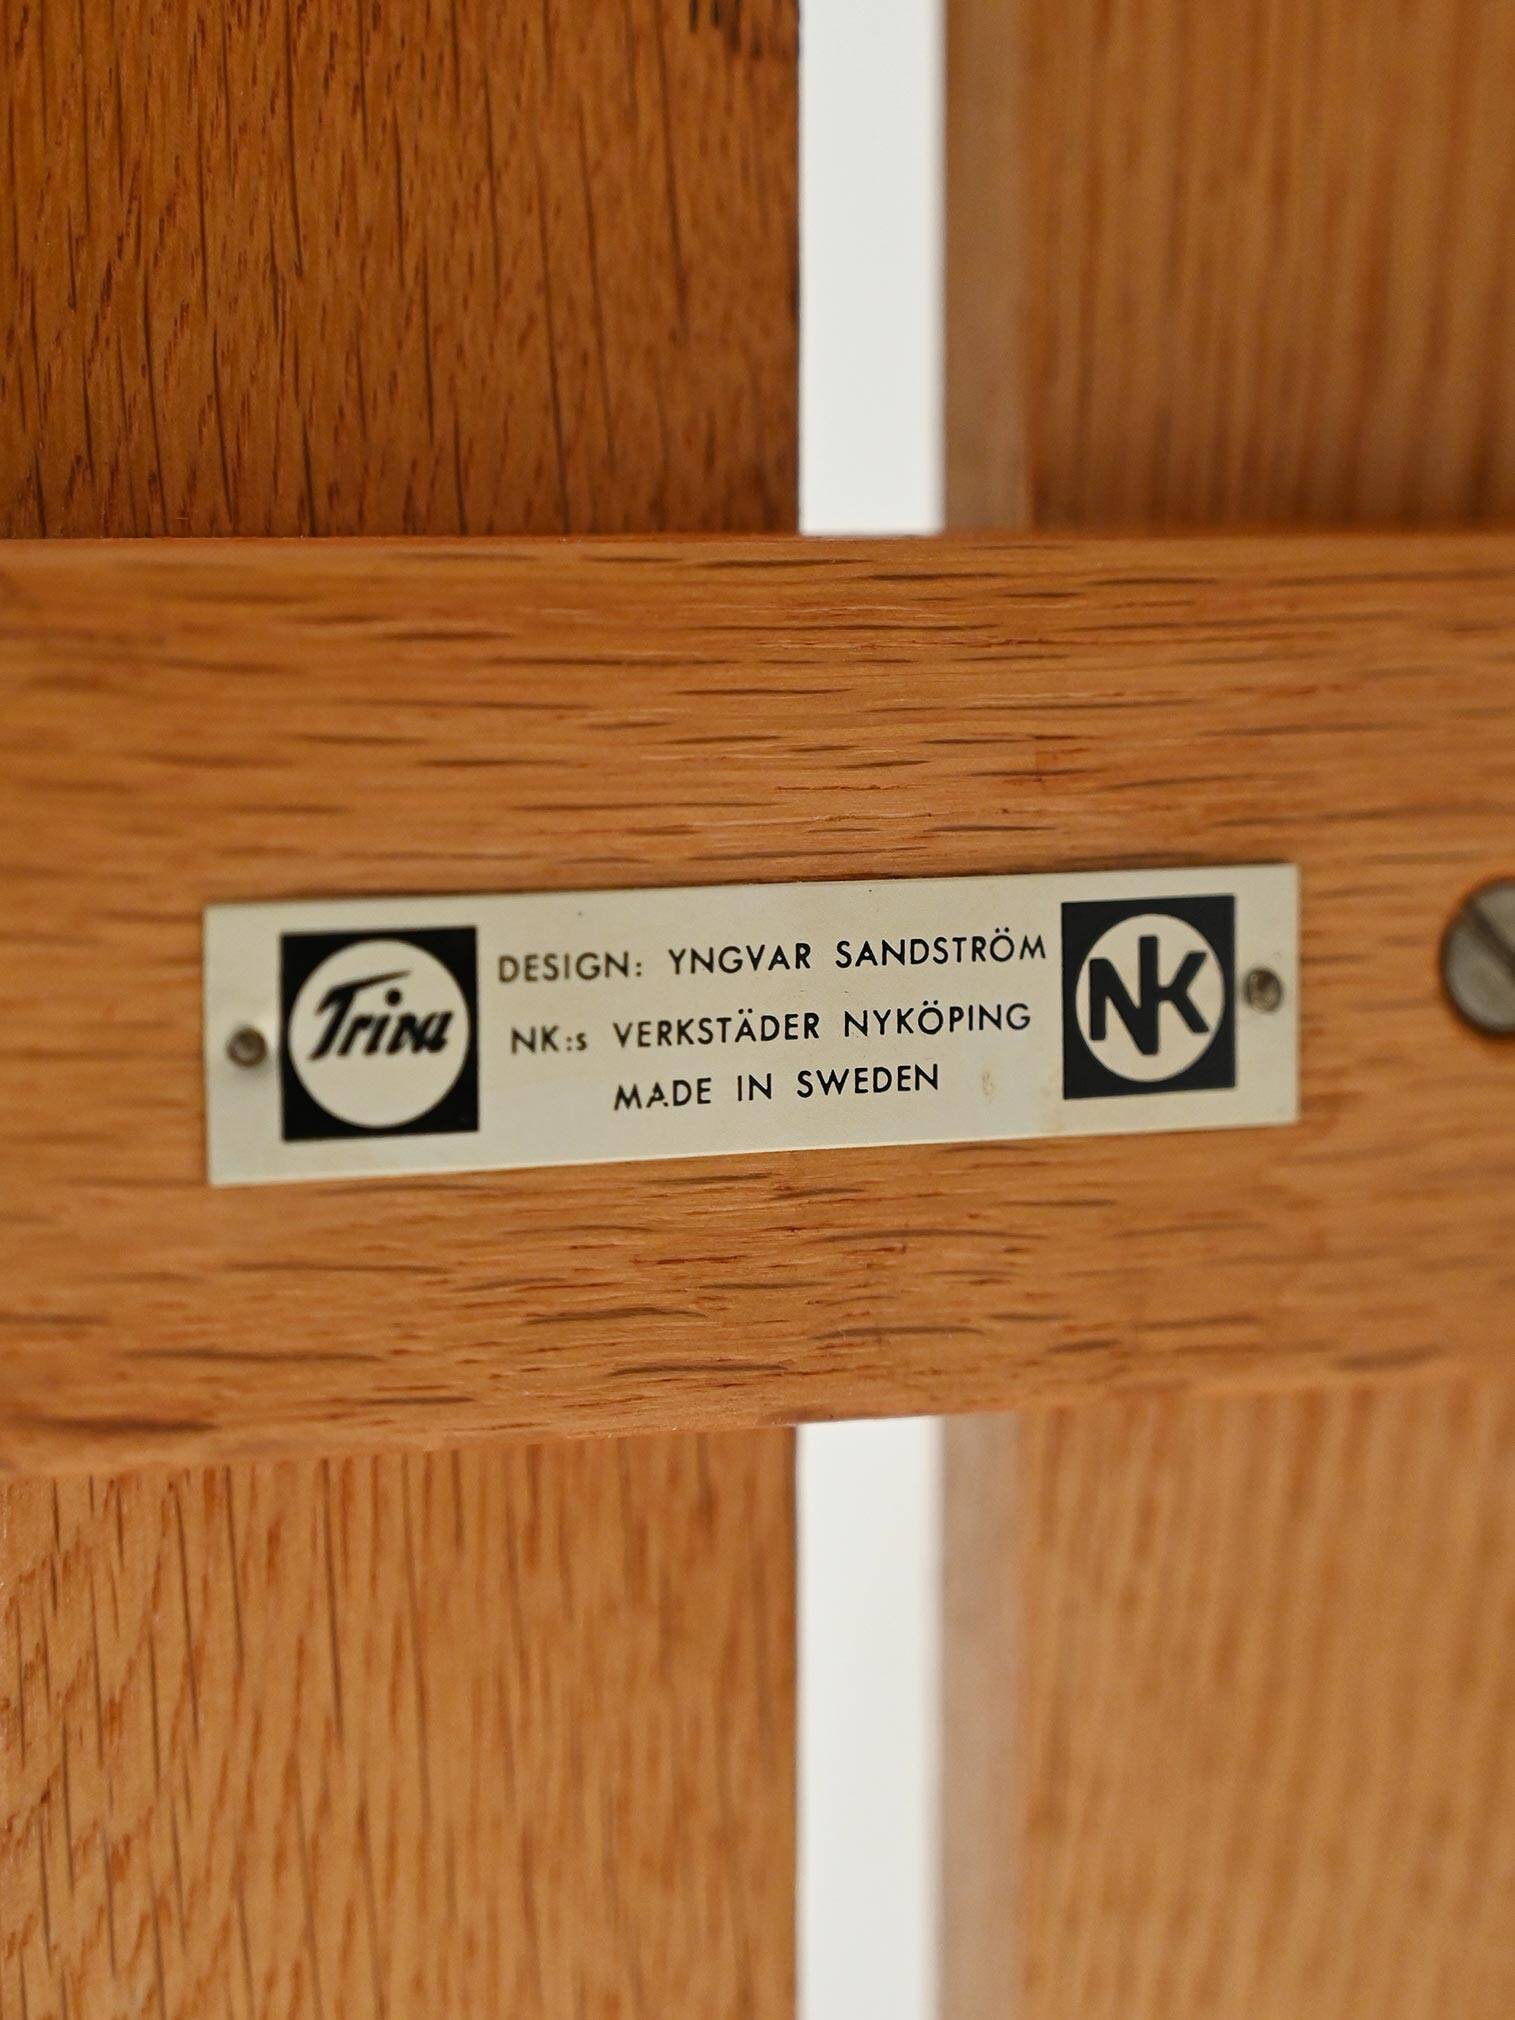 Triva
DESIGN: YNGVAR SANDSTRÖM
NK:s VERKSTÄDER NYKÖPING
MADE IN SWEDEN
NK